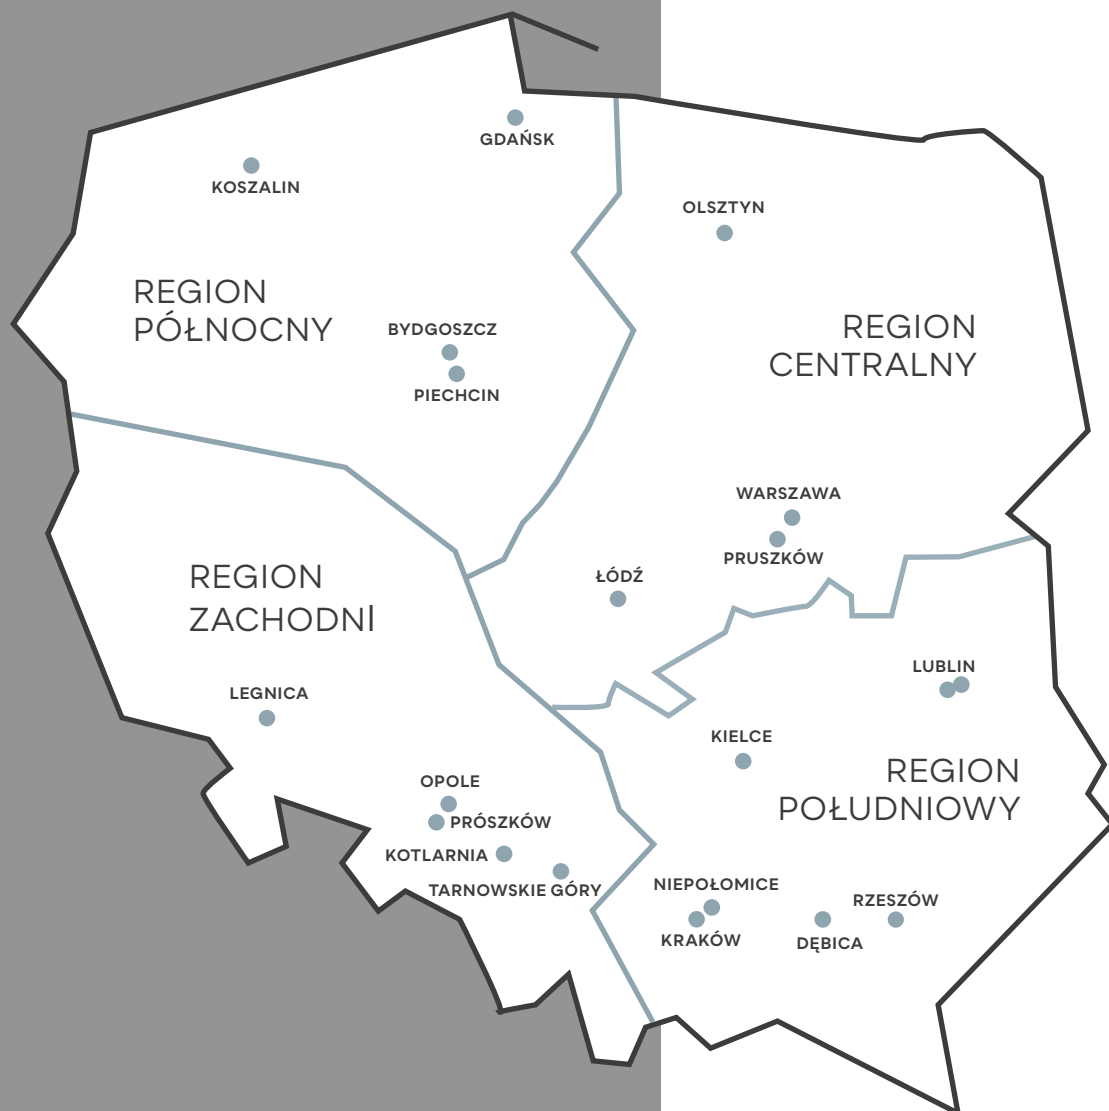 GDAŃSK
KOSZALIN
OLSZTYN
REGION
PÓŁNOCNY
BYDGOSZCZ
PIECHCIN
REGION
CENTRALNY
WARSZAWA
PRUSZKÓW
ŁÓDŹ
REGION
ZACHODNI
LEGNICA
LUBLIN
KIELCE
REGION
POŁUDNIOWY
OPOLE
PRÓSZKÓW
KOTLARNIA
TARNOWSKIE GÓRY
NIEPOŁOMICE
KRAKÓW
RZESZÓW
DĘBICA